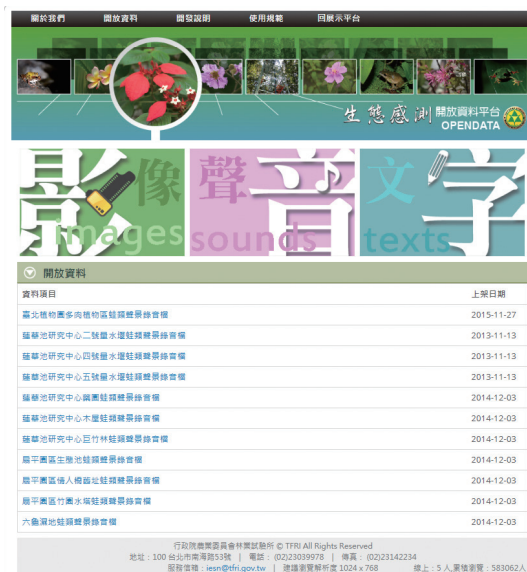 關於我們 開放資料 開發說明 使用規範 回展示平台
生態感測 開放資料平台
OPENDATA
影像 聲音 文字
images sounds texts
開放資料
資料項目 上架日期
臺北植物園多肉植物區蛙類聲景錄音檔 2015-11-27
蓮華池研究中心二號量水堰蛙類聲景錄音檔 2013-11-13
蓮華池研究中心四號量水堰蛙類聲景錄音檔 2013-11-13
蓮華池研究中心五號量水堰蛙類聲景錄音檔 2013-11-13
蓮華池研究中心藥園蛙類聲景錄音檔 2014-12-03
蓮華池研究中心木屋蛙類聲景錄音檔 2014-12-03
蓮華池研究中心巨竹林蛙類聲景錄音檔 2014-12-03
扇平園區生態池蛙類聲景錄音檔 2014-12-03
扇平園區情人橋舊址蛙類聲景錄音檔 2014-12-03
扇平園區竹園水塔蛙類聲景錄音檔 2014-12-03
六龜濕地蛙類聲景錄音檔 2014-12-03
行政院農業委員會林業試驗所 © TFRI All Rights Reserved
地址：100 台北市南海路53號 | 電話： (02)23039978 | 傳真： (02)23142234
服務信箱：iesn@tfri.gov.tw | 建議瀏覽解析度 1024 x 768 線上：5 人,累積瀏覽：583062人